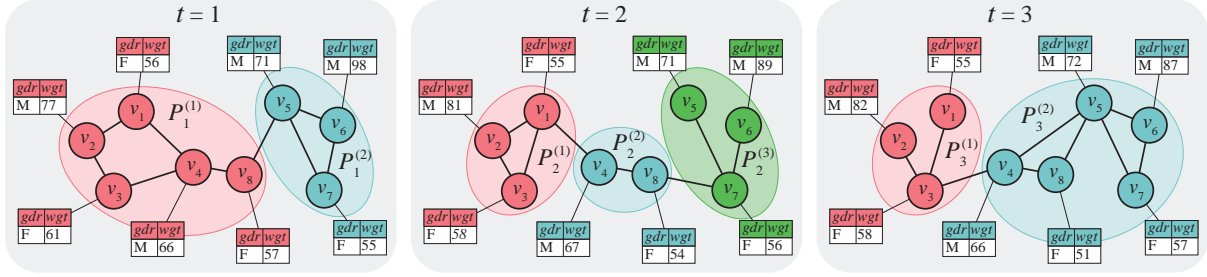 t = 1
gdr wgt
F 56
gdr wgt
M 71
gdr wgt
M 98
gdr wgt
M 77
v1
P1(1)
v5
v6
v2
v4
P1(2)
v3
v8
v7
gdr wgt
F 61
gdr wgt
M 66
gdr wgt
F 57
gdr wgt
F 55
t = 2
gdr wgt
F 55
gdr wgt
M 71
gdr wgt
M 89
gdr wgt
M 81
v1
v5
v6
v2
P2(1)
P2(2)
P2(3)
v4
v8
v3
v7
gdr wgt
F 58
gdr wgt
M 67
gdr wgt
F 54
gdr wgt
F 56
t = 3
gdr wgt
F 55
gdr wgt
M 72
gdr wgt
M 87
gdr wgt
M 82
v1
P3(2)
v5
v6
v2
P3(1)
v4
v8
v3
v7
gdr wgt
F 58
gdr wgt
M 66
gdr wgt
F 51
gdr wgt
F 57